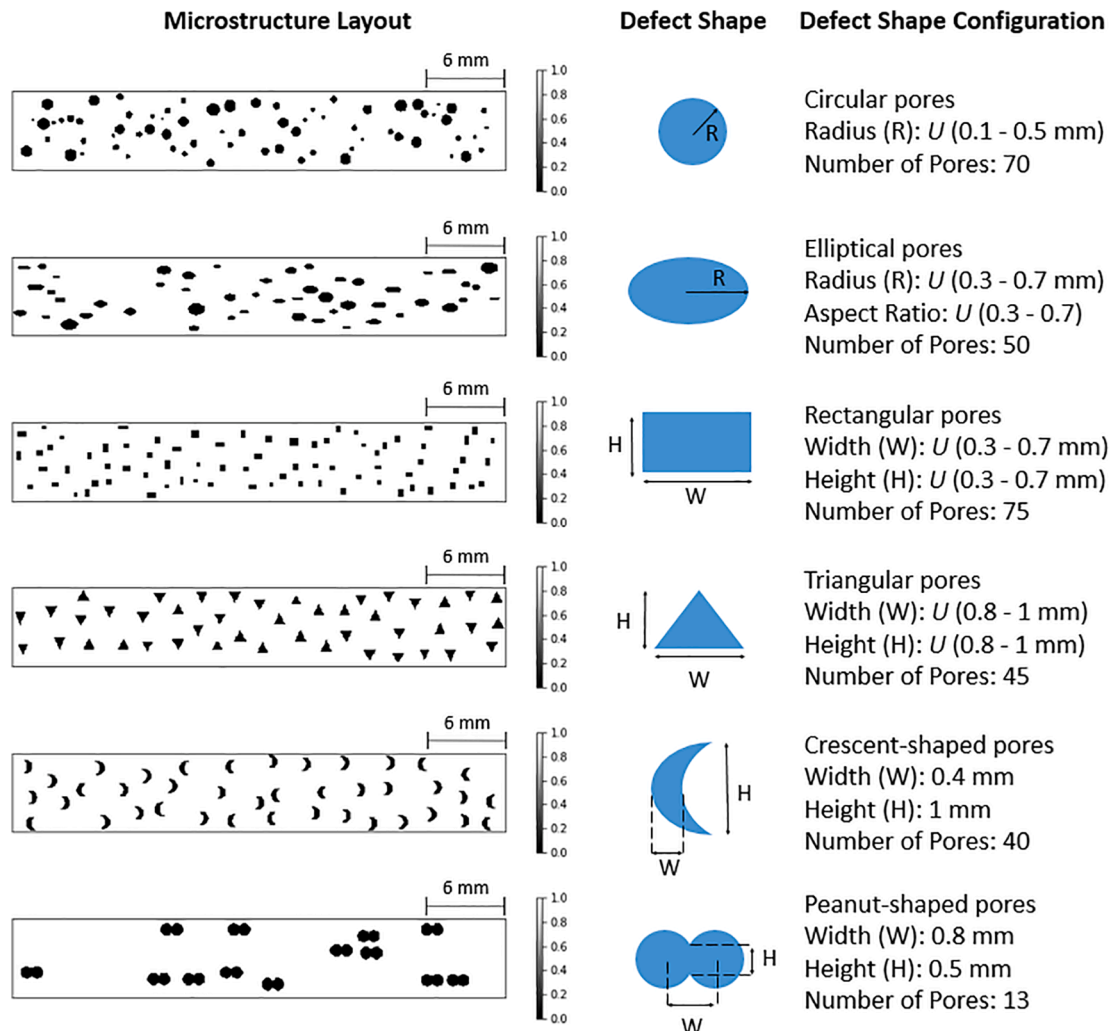 Microstructure Layout Defect Shape Defect Shape Configuration
6 mm
1.0
0.8
0.6
0.4
0.2
0.0
R
Circular pores
Radius (R): U (0.1 - 0.5 mm)
Number of Pores: 70
6 mm
1.0
0.8
0.6
0.4
0.2
0.0
R
Elliptical pores
Radius (R): U (0.3 - 0.7 mm)
Aspect Ratio: U (0.3 - 0.7)
Number of Pores: 50
6 mm
1.0
0.8
0.6
0.4
0.2
0.0
H
W
Rectangular pores
Width (W): U (0.3 - 0.7 mm)
Height (H): U (0.3 - 0.7 mm)
Number of Pores: 75
6 mm
1.0
0.8
0.6
0.4
0.2
0.0
H
W
Triangular pores
Width (W): U (0.8 - 1 mm)
Height (H): U (0.8 - 1 mm)
Number of Pores: 45
6 mm
1.0
0.8
0.6
0.4
0.2
0.0
H
W
Crescent-shaped pores
Width (W): 0.4 mm
Height (H): 1 mm
Number of Pores: 40
6 mm
1.0
0.8
0.6
0.4
0.2
0.0
H
W
Peanut-shaped pores
Width (W): 0.8 mm
Height (H): 0.5 mm
Number of Pores: 13